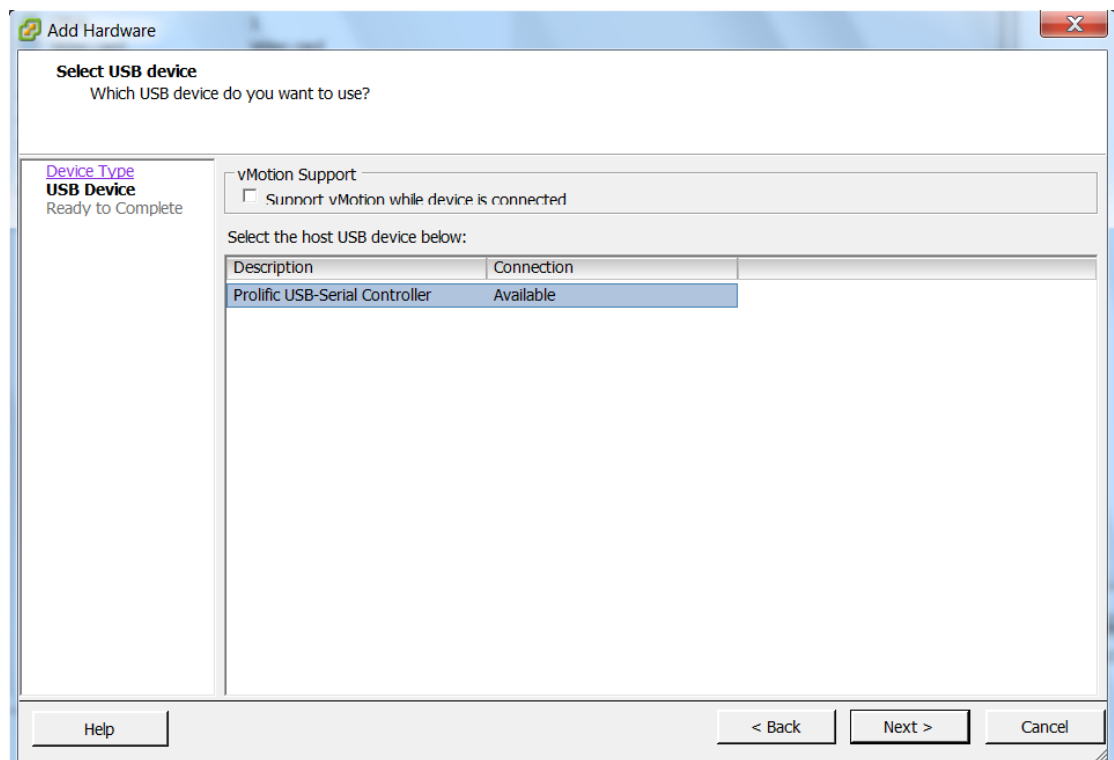 Add Hardware
Select USB device
Which USB device do you want to use?
Device Type
USB Device
Ready to Complete
vMotion Support
Support vMotion while device is connected
Select the host USB device below:
Description Connection
Prolific USB-Serial Controller Available
Help < Back Next > Cancel